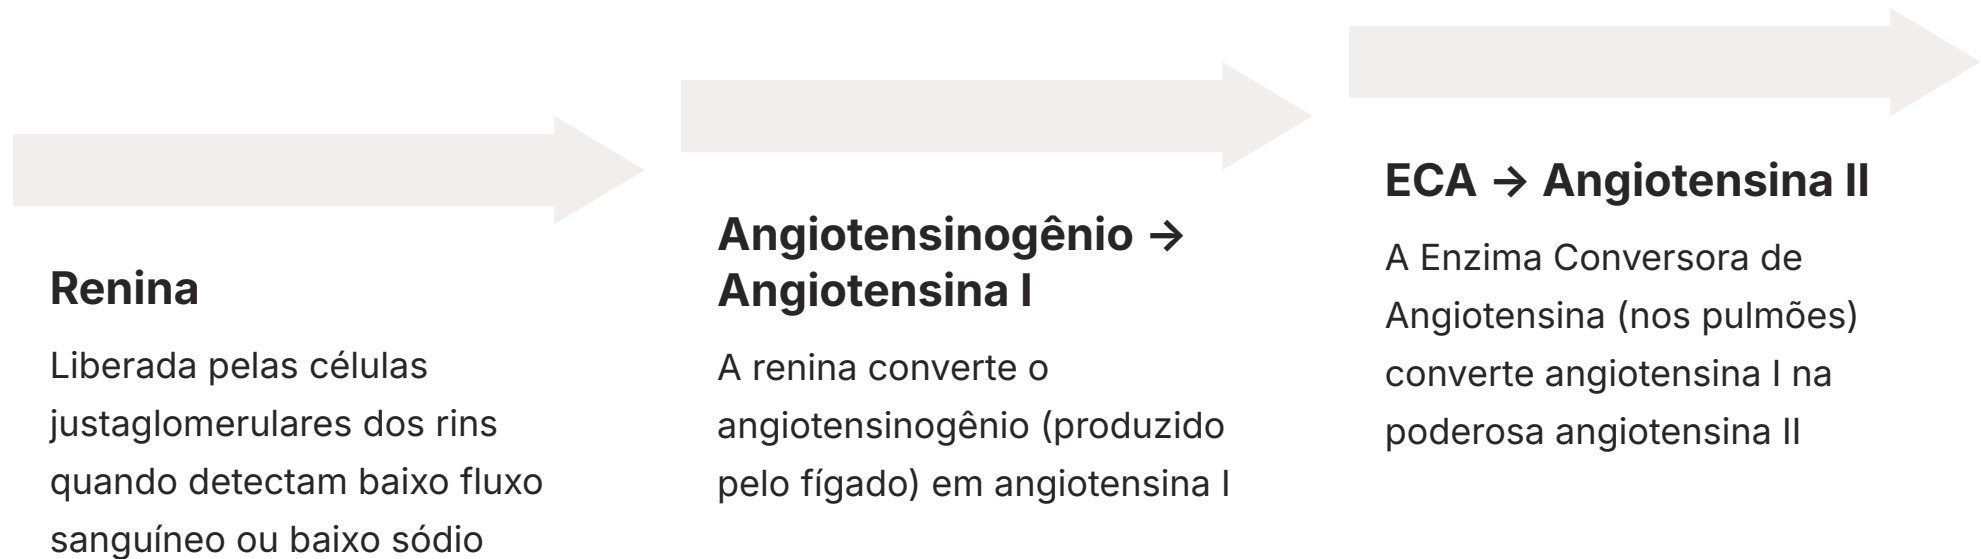 Renina
Liberada pelas células
justaglomerulares dos rins
quando detectam baixo fluxo
sanguíneo ou baixo sódio
Angiotensinogênio →
Angiotensina I
A renina converte o
angiotensinogênio (produzido
pelo fígado) em angiotensina I
ECA → Angiotensina II
A Enzima Conversora de
Angiotensina (nos pulmões)
converte angiotensina I na
poderosa angiotensina II